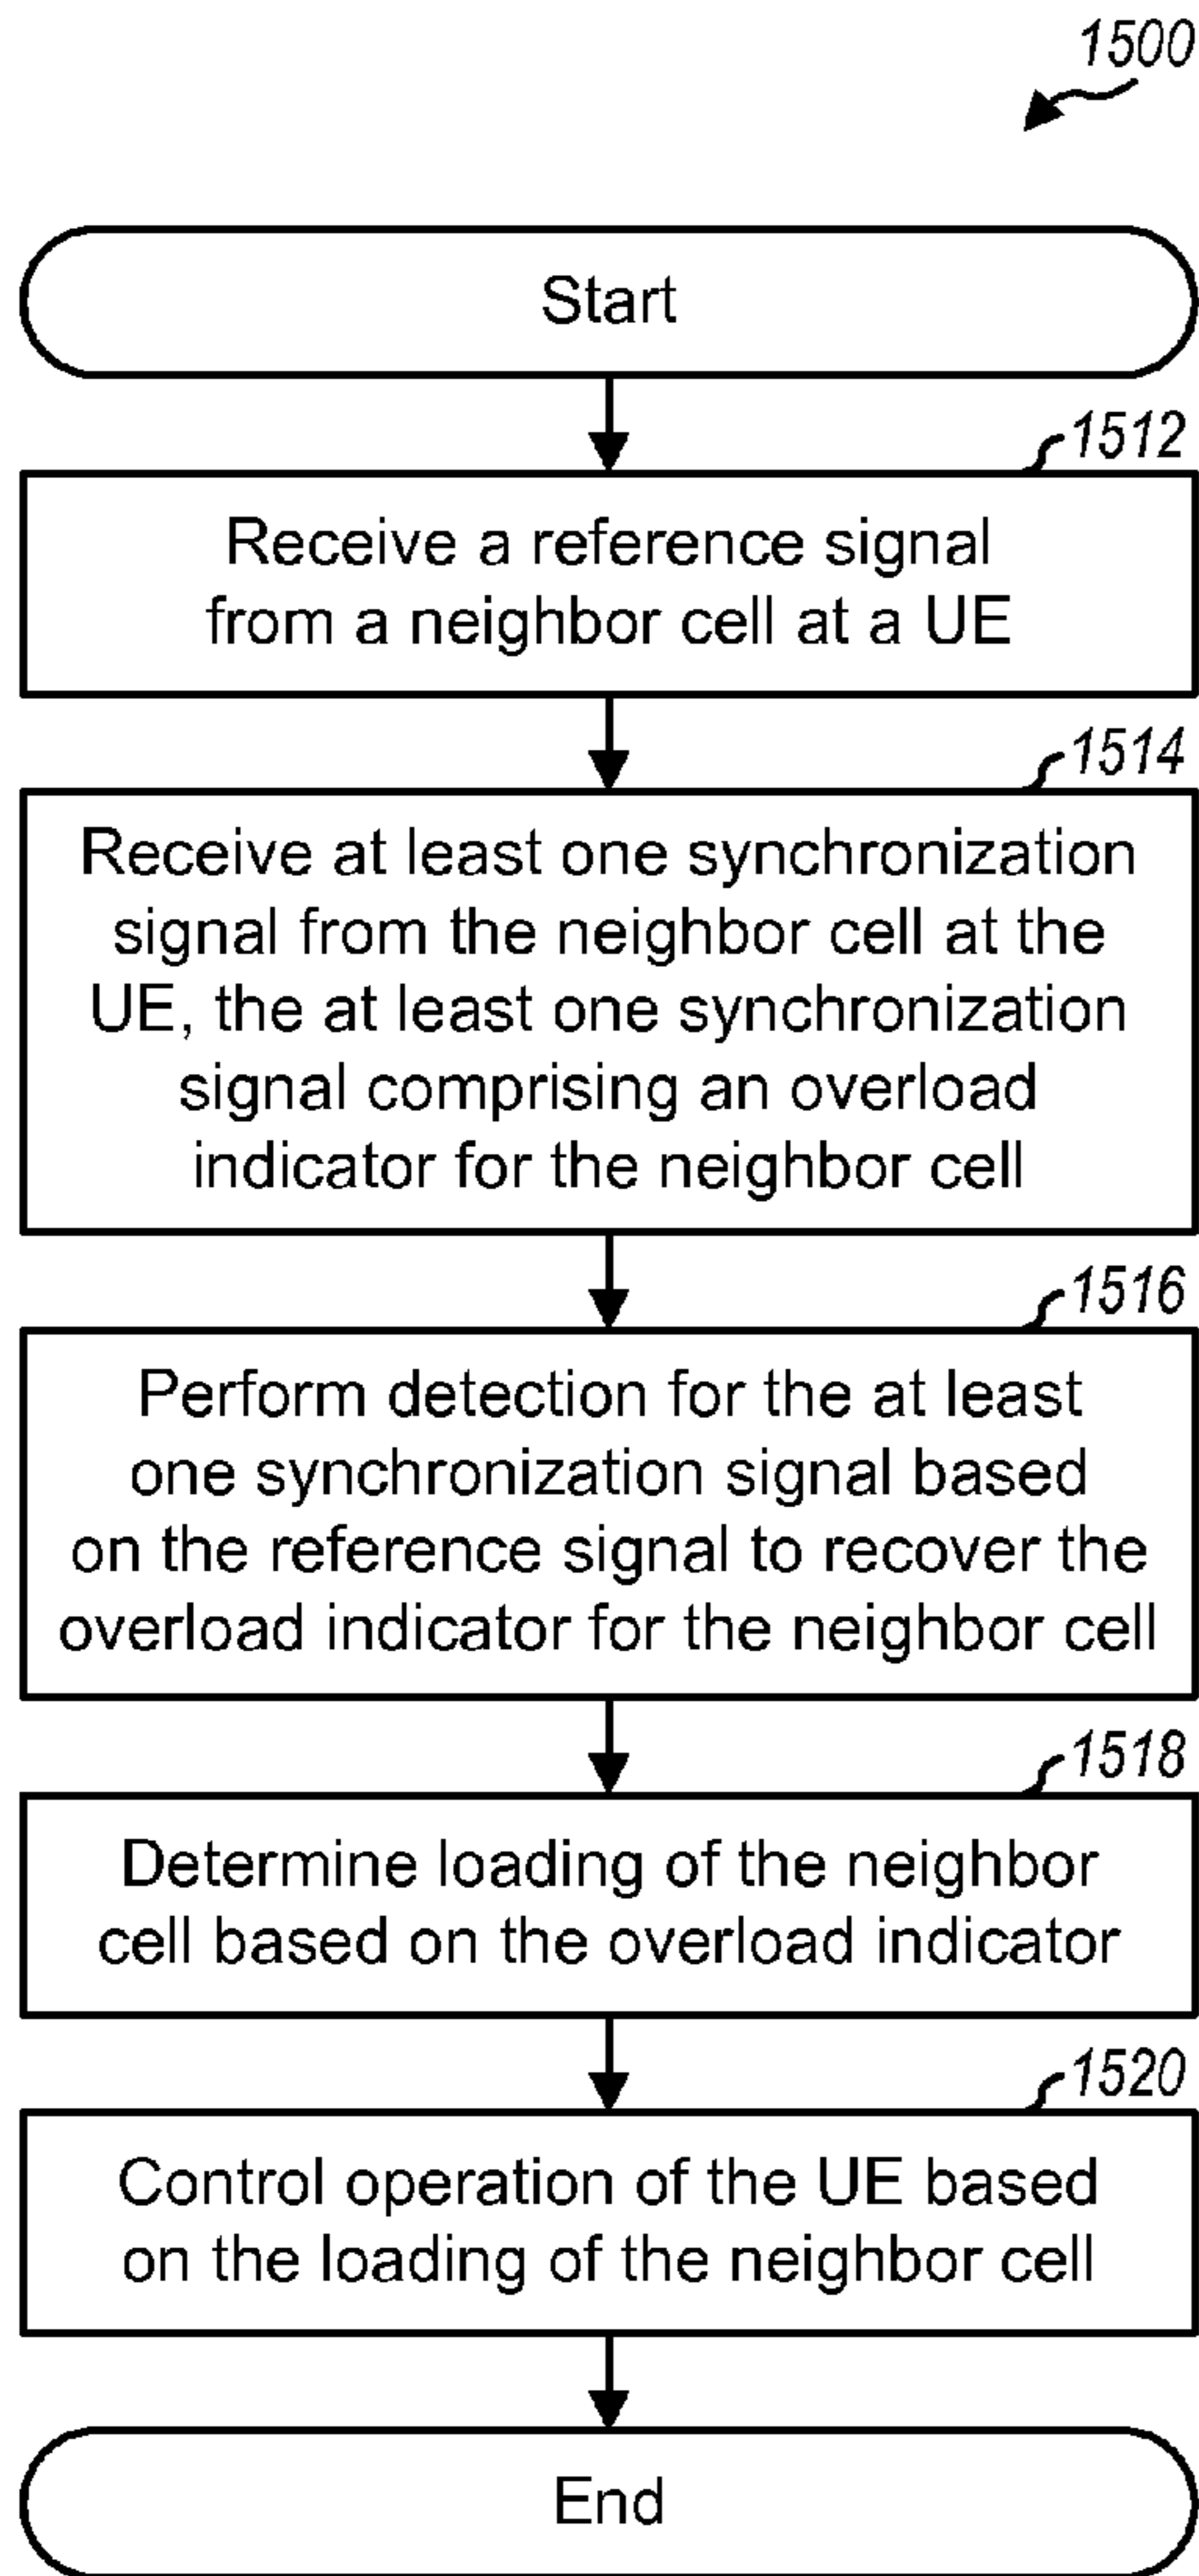 1500
Start
1512
Receive a reference signal
from a neighbor cell at a UE
1514
Receive at least one synchronization
signal from the neighbor cell at the
UE, the at least one synchronization
signal comprising an overload
indicator for the neighbor cell
1516
Perform detection for the at least
one synchronization signal based
on the reference signal to recover the
overload indicator for the neighbor cell
1518
Determine loading of the neighbor
cell based on the overload indicator
1520
Control operation of the UE based
on the loading of the neighbor cell
End